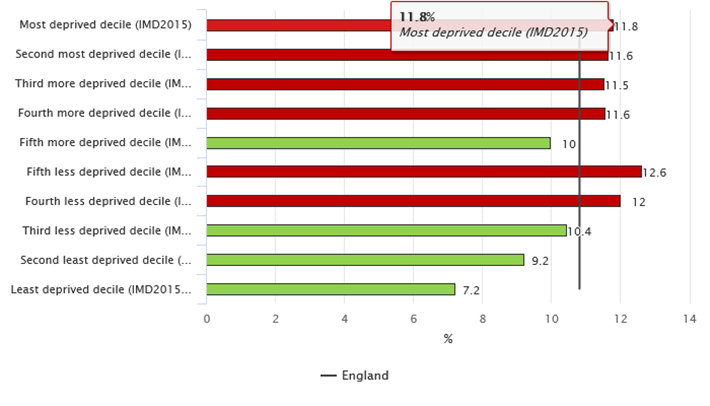 Most deprived decile (IMD2015)
11.8%
Most deprived decile (IMD2015)
11.8
Second most deprived decile (I...
11.6
Third more deprived decile (IM...
11.5
Fourth more deprived decile (I...
11.6
Fifth more deprived decile (IM...
10
Fifth less deprived decile (IM...
12.6
Fourth less deprived decile (I...
12
Third less deprived decile (IM...
10.4
Second least deprived decile (...
9.2
Least deprived decile (IMD2015...
7.2
0 2 4 6 8 10 12 14
%
England